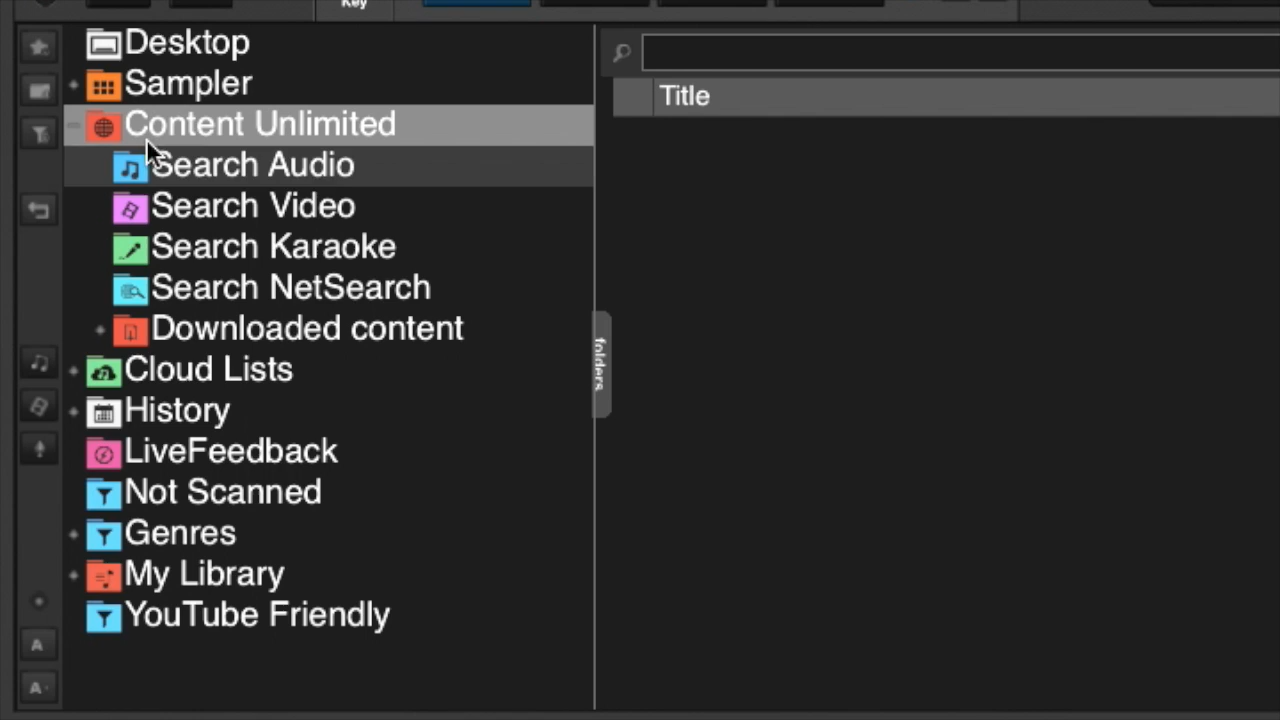 Key
Desktop
Sampler
Content Unlimited
Search Audio
Search Video
Search Karaoke
Search NetSearch
Downloaded content
Cloud Lists
History
LiveFeedback
Not Scanned
Genres
My Library
YouTube Friendly
A
A
folders
Title